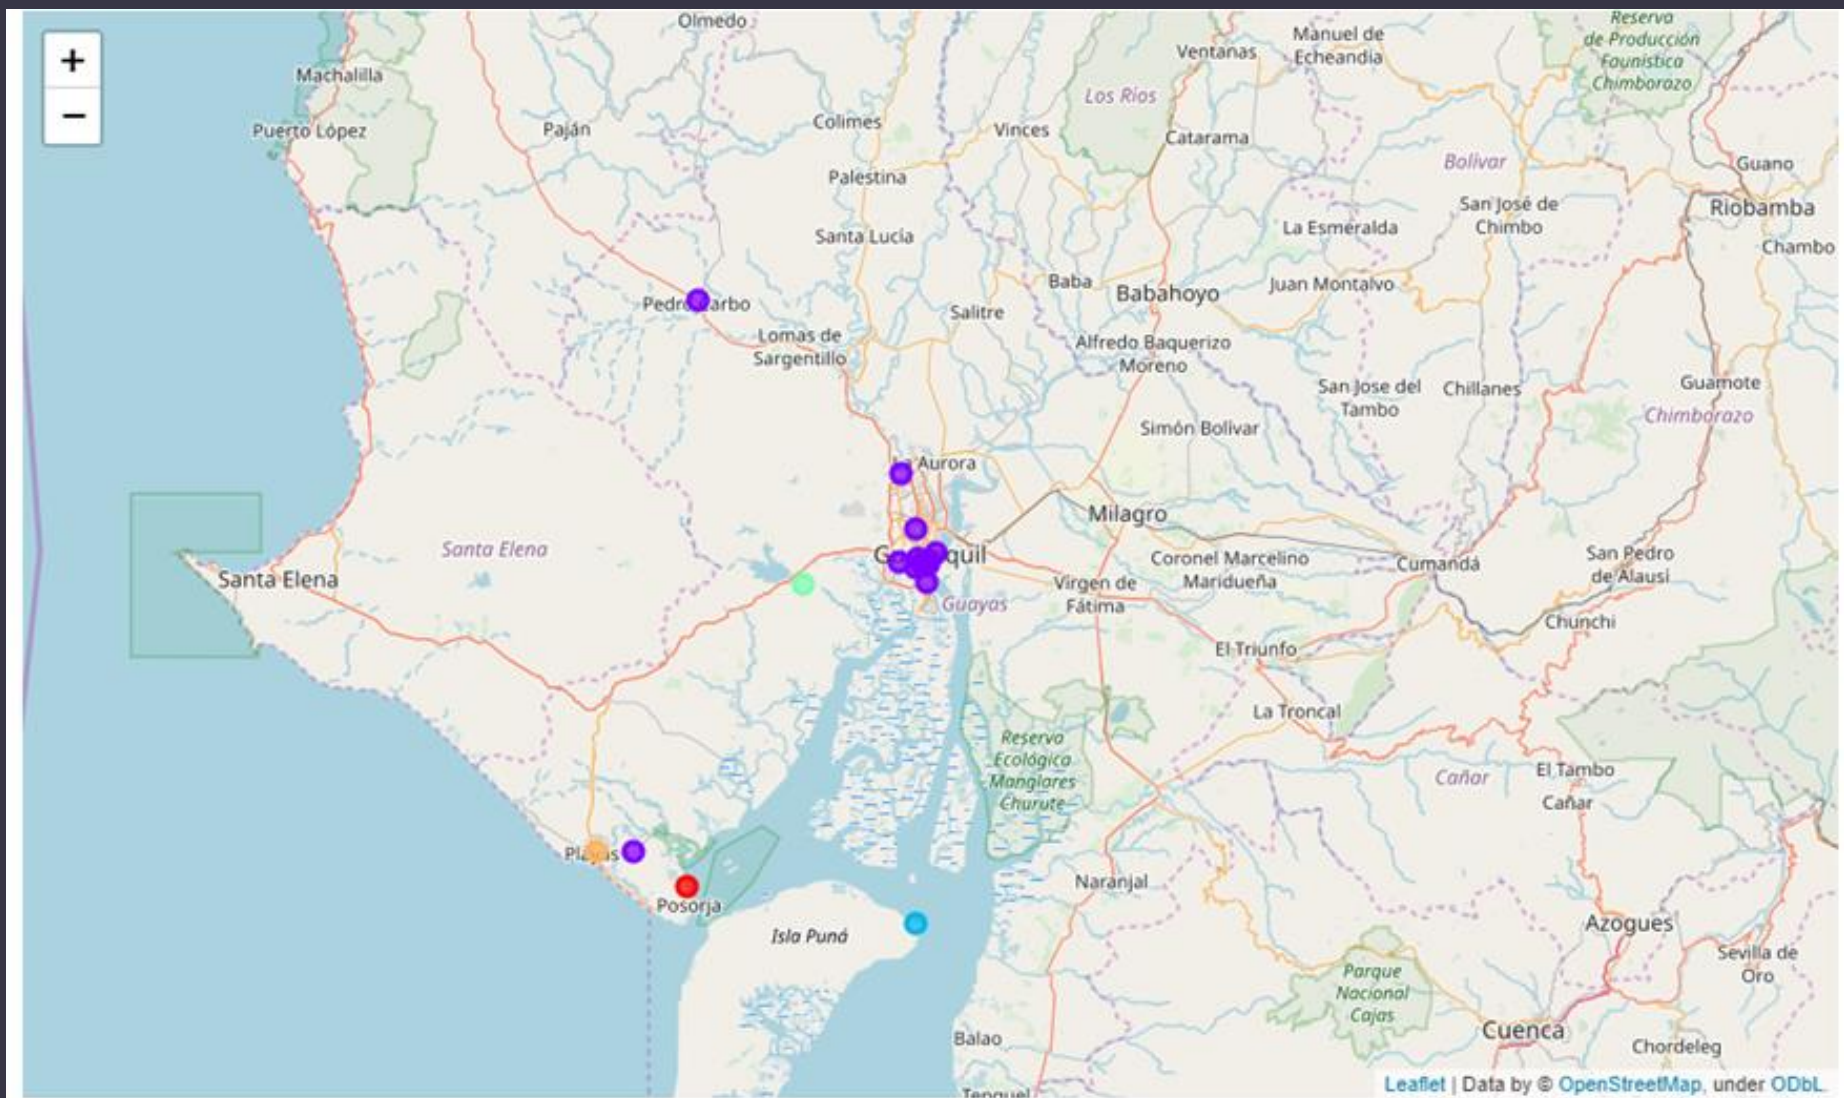 +
−
Olmedo
Machalilla
Puerto López
Paján
Colimes
Palestina
Santa Lucía
Vinces
Los Ríos
Ventanas
Manuel de
Echeandia
Catarama
Reserva
de Producción
Faunística
Chimborazo
Bolívar
Guano
Riobamba
Chambo
San José de
Chimbo
La Esmeralda
Juan Montalvo
Baba
Babahoyo
Salitre
Lomas de
Sargentillo
Alfredo Baquerizo
Moreno
San Jose del
Tambo
Chillanes
Guamote
Chimborazo
Simón Bolívar
Aurora
Milagro
Santa Elena
Santa Elena
Guayas
Virgen de
Fátima
Coronel Marcelino
Maridueña
Cumandá
San Pedro
de Alausí
Chunchi
El Triunfo
La Troncal
Reserva
Ecológica
Manglares
Churute
Cañar
El Tambo
Cañar
Posorja
Isla Puná
Naranjal
Azogues
Sevilla de
Oro
Parque
Nacional
Cajas
Balao
Cuenca
Chordeleg
Tenguel
Leaflet | Data by © OpenStreetMap, under ODbL.